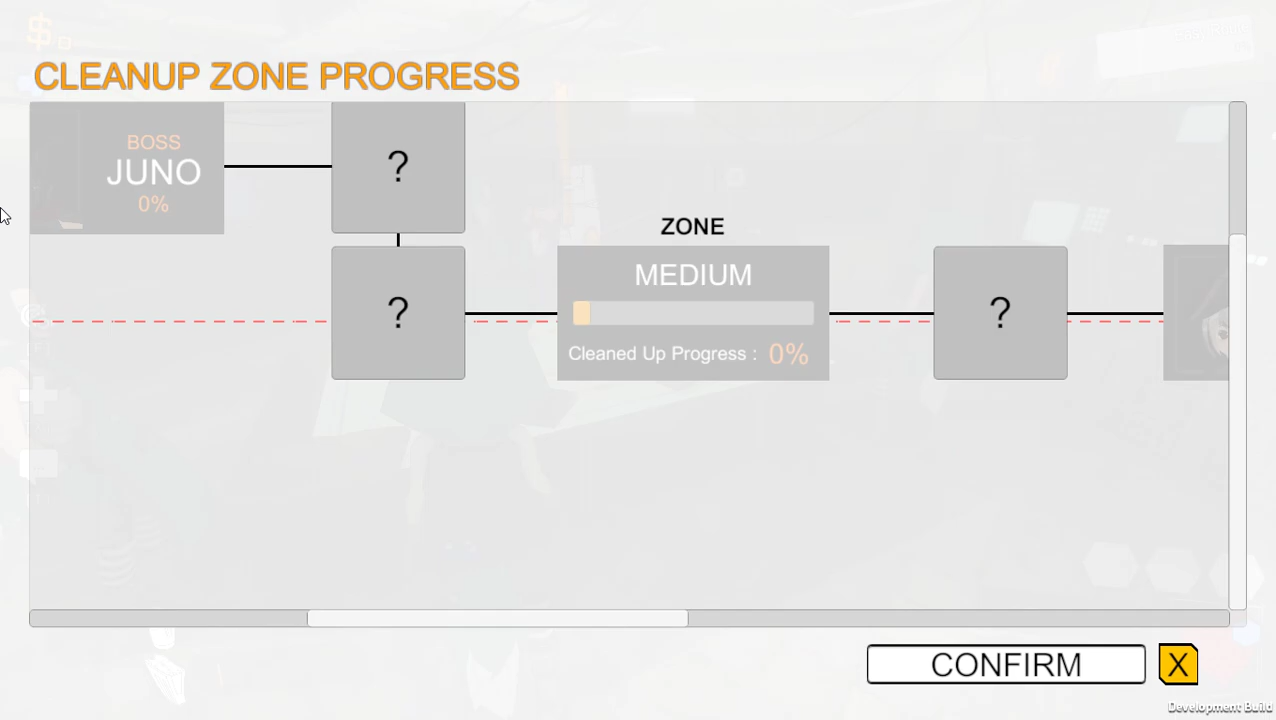 $
CLEANUP ZONE PROGRESS
BOSS
JUNO
0%
?
ZONE
?
MEDIUM
Cleaned Up Progress : 0%
?
CONFIRM
X
Development Build